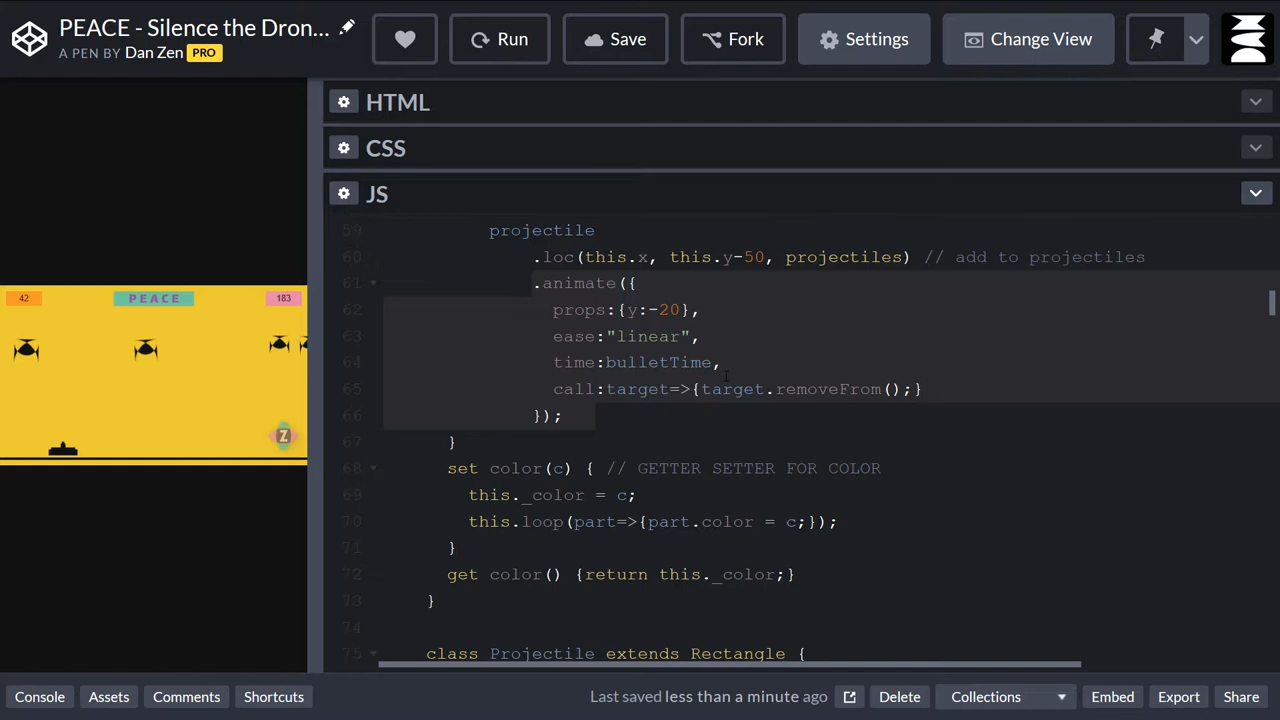 PEACE - Silence the Dron...
A PEN BY Dan Zen PRO
Run
Save
Fork
Settings
Change View
42
PEACE
183
Z
HTML
CSS
JS
59 projectile
60 .loc(this.x, this.y-50, projectiles) // add to projectiles
61 .animate({
62 props:{y:-20},
63 ease:"linear",
64 time:bulletTime,
65 call:target=>{target.removeFrom();}
66 });
67 }
68 set color(c) { // GETTER SETTER FOR COLOR
69 this._color = c;
70 this.loop(part=>{part.color = c;});
71 }
72 get color() {return this._color;}
73 }
74
75 class Projectile extends Rectangle {
Console
Assets
Comments
Shortcuts
Last saved less than a minute ago
Delete
Collections
Embed
Export
Share